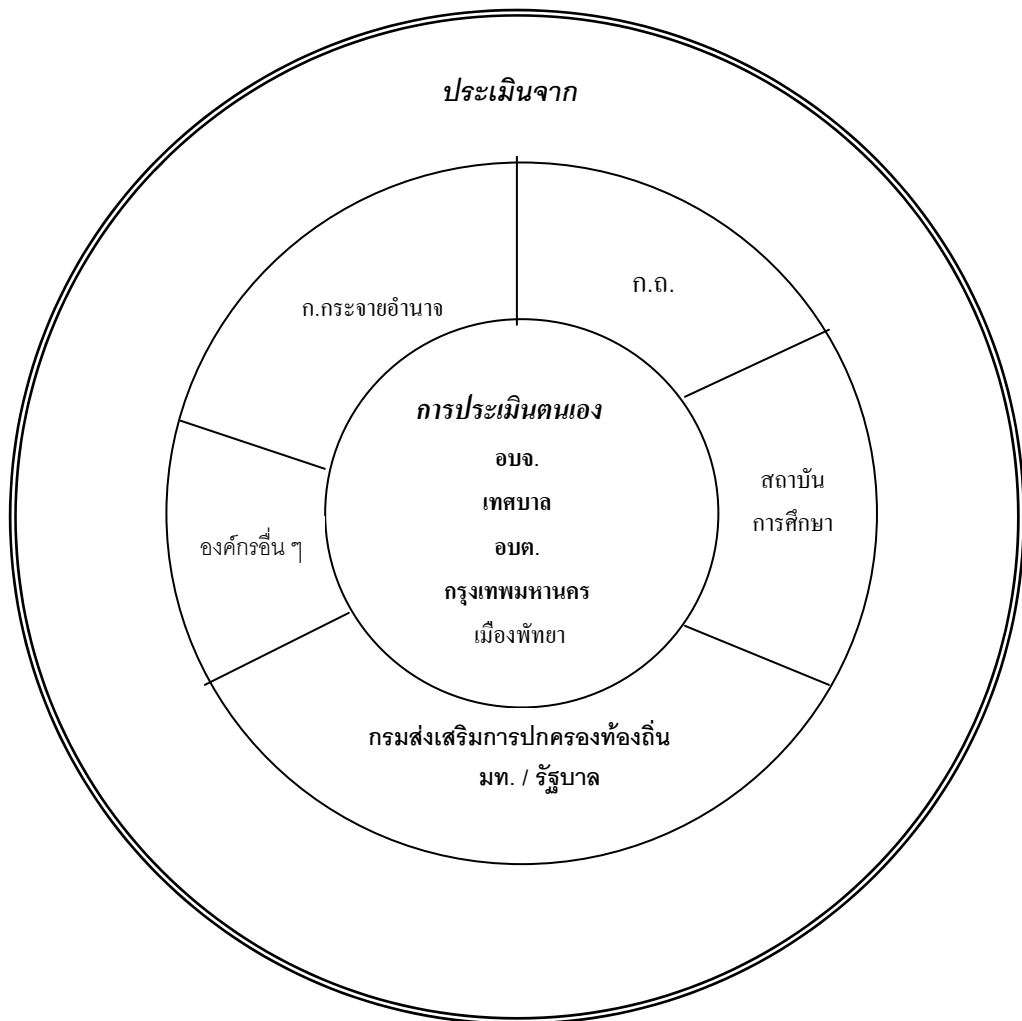 ประเมินจาก
ก.กระจายอำนาจ
ก.ถ.
การประเมินตนเอง
อบจ.
เทศบาล
อบต.
กรุงเทพมหานคร
เมืองพัทยา
สถาบัน
การศึกษา
องค์กรอื่น ๆ
กรมส่งเสริมการปกครองท้องถิ่น
มท. / รัฐบาล